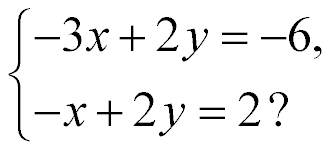 −3x + 2y = −6,
−x + 2y = 2?